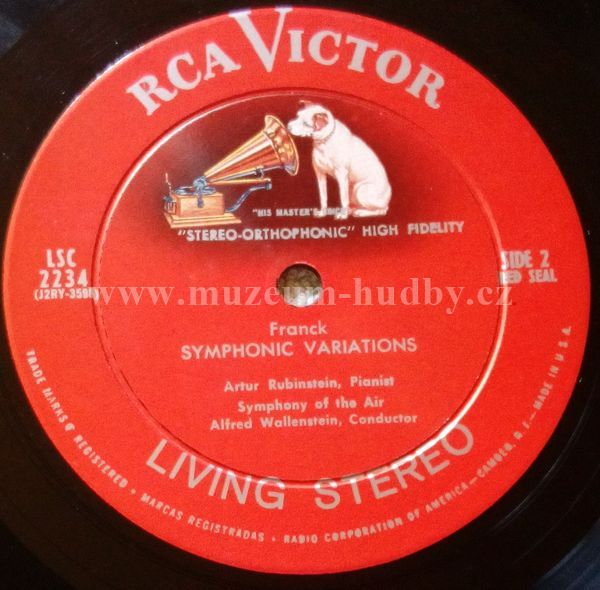 RCA VICTOR
"HIS MASTER'S VOICE"
"STEREO-ORTHOPHONIC" HIGH FIDELITY
LSC
2234
SIDE 2
RED SEAL
www.muzeum-hudby.cz
Franck
SYMPHONIC VARIATIONS
Artur Rubinstein, Pianist
Symphony of the Air
Alfred Wallenstein, Conductor
LIVING STEREO
TRADE MARKS ® REGISTERED • MARCAS REGISTRADAS • RADIO CORPORATION OF AMERICA — CAMDEN, N. J. — MADE IN U.S.A.